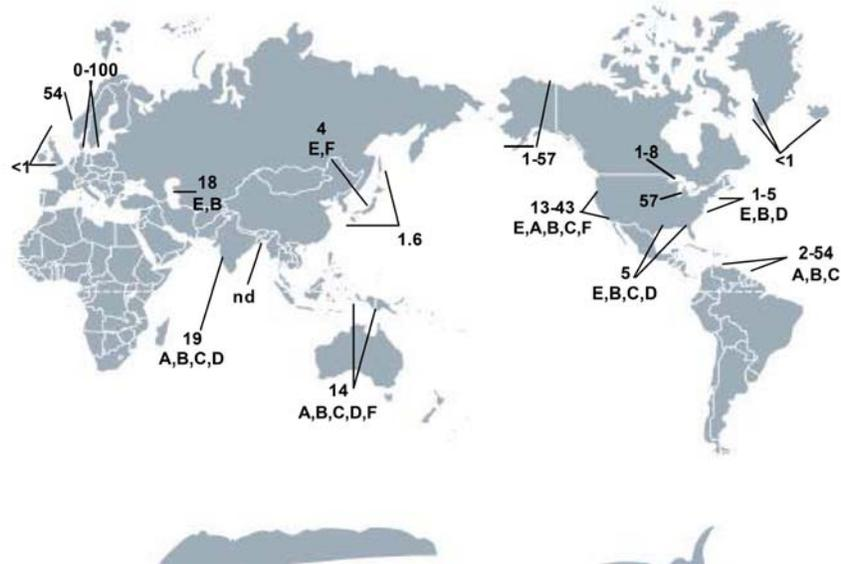 0-100
54
<1
4
E,F
18
E,B
1.6
nd
19
A,B,C,D
14
A,B,C,D,F
1-57
1-8
<1
57
13-43
E,A,B,C,F
1-5
E,B,D
5
E,B,C,D
2-54
A,B,C